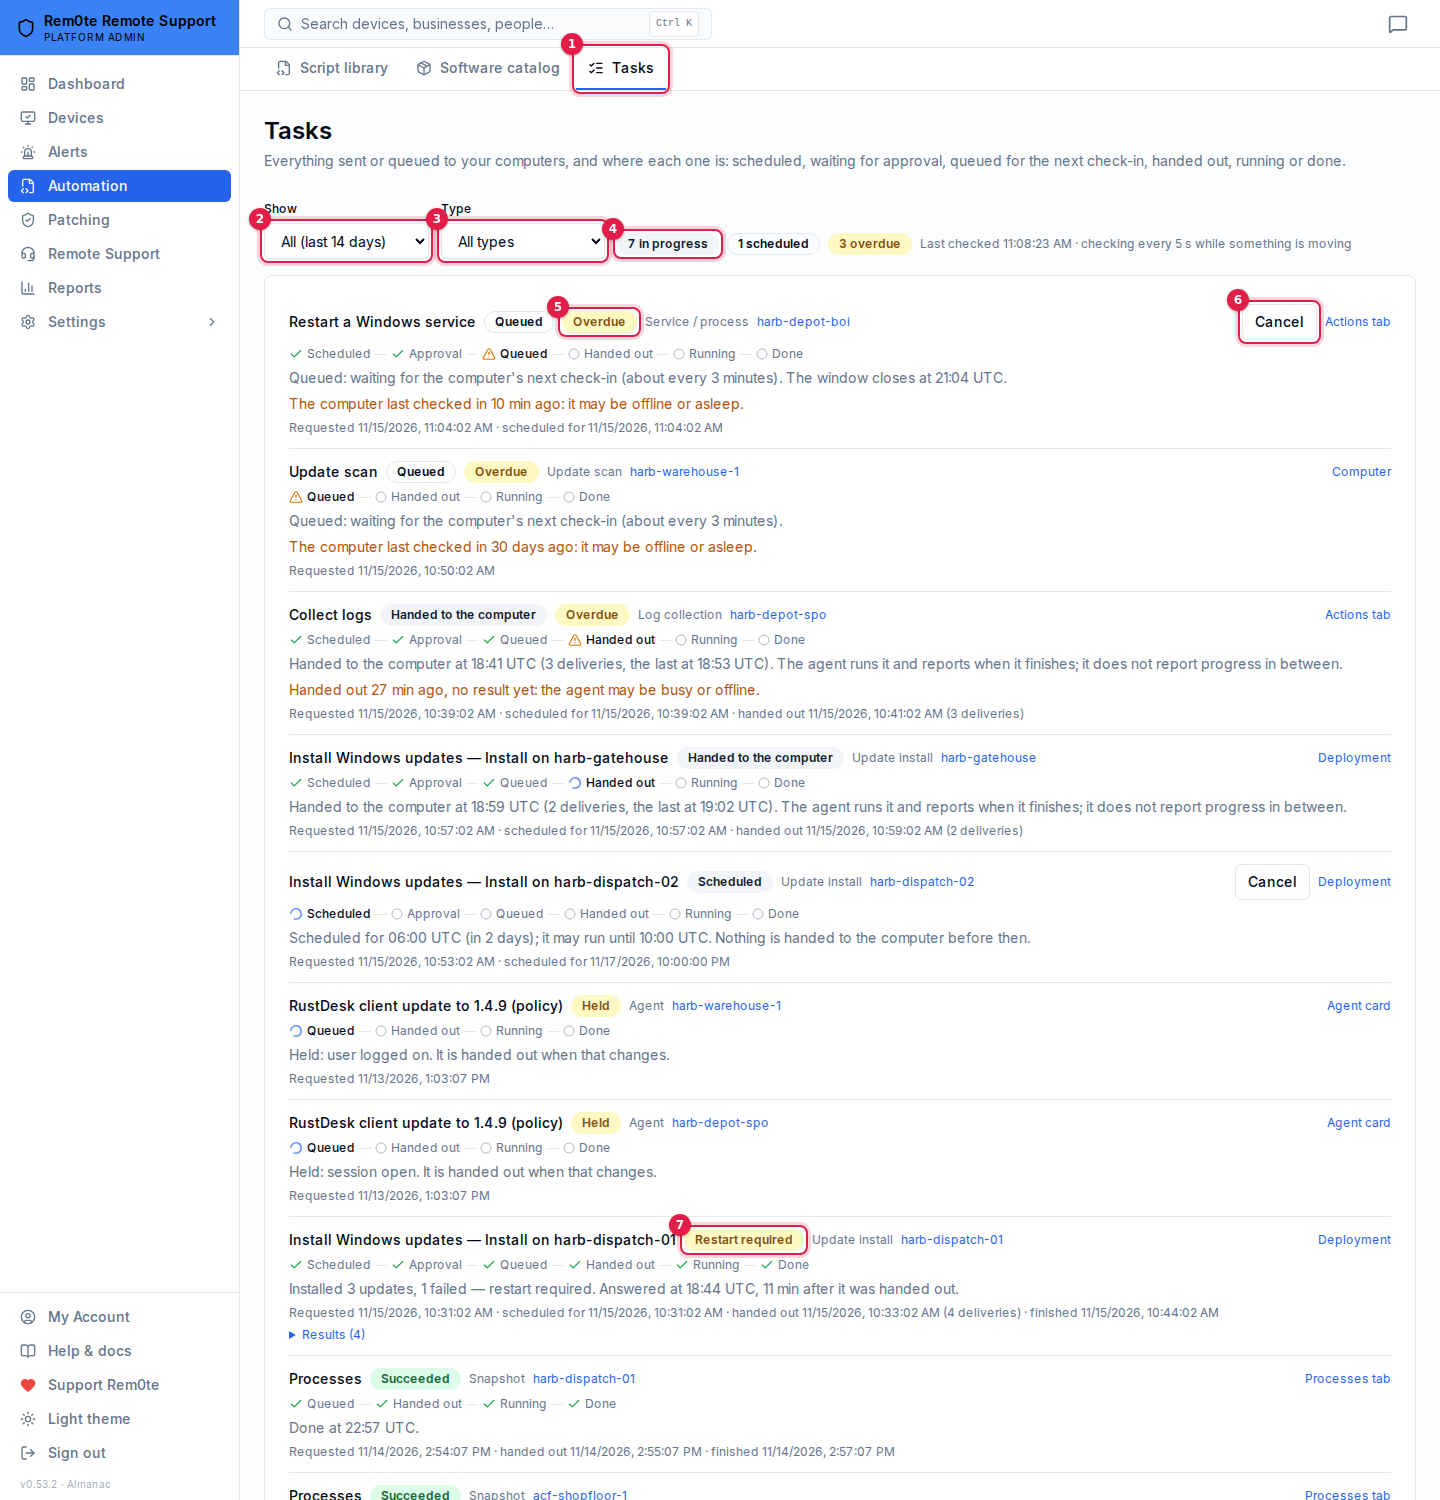 Rem0te Remote Support
PLATFORM ADMIN
Search devices, businesses, people...
Ctrl K
Dashboard
Devices
Alerts
Automation
Patching
Remote Support
Reports
Settings
1
Script library
Software catalog
Tasks
Tasks
Everything sent or queued to your computers, and where each one is: scheduled, waiting for approval, queued for the next check-in, handed out, running or done.
Show
Type
2
3
4
All (last 14 days)
All types
7 in progress
1 scheduled
3 overdue
Last checked 11:08:23 AM · checking every 5 s while something is moving
5
6
Restart a Windows service Queued Overdue Service / process harb-depot-boi Cancel Actions tab
Scheduled — Approval — Queued — Handed out — Running — Done
Queued: waiting for the computer's next check-in (about every 3 minutes). The window closes at 21:04 UTC.
The computer last checked in 10 min ago: it may be offline or asleep.
Requested 11/15/2026, 11:04:02 AM · scheduled for 11/15/2026, 11:04:02 AM
Update scan Queued Overdue Update scan harb-warehouse-1 Computer
Queued — Handed out — Running — Done
Queued: waiting for the computer's next check-in (about every 3 minutes).
The computer last checked in 30 days ago: it may be offline or asleep.
Requested 11/15/2026, 10:50:02 AM
Collect logs Handed to the computer Overdue Log collection harb-depot-spo Actions tab
Scheduled — Approval — Queued — Handed out — Running — Done
Handed to the computer at 18:41 UTC (3 deliveries, the last at 18:53 UTC). The agent runs it and reports when it finishes; it does not report progress in between.
Handed out 27 min ago, no result yet: the agent may be busy or offline.
Requested 11/15/2026, 10:39:02 AM · scheduled for 11/15/2026, 10:39:02 AM · handed out 11/15/2026, 10:41:02 AM (3 deliveries)
Install Windows updates — Install on harb-gatehouse Handed to the computer Update install harb-gatehouse Deployment
Scheduled — Approval — Queued — Handed out — Running — Done
Handed to the computer at 18:59 UTC (2 deliveries, the last at 19:02 UTC). The agent runs it and reports when it finishes; it does not report progress in between.
Requested 11/15/2026, 10:57:02 AM · scheduled for 11/15/2026, 10:57:02 AM · handed out 11/15/2026, 10:59:02 AM (2 deliveries)
Install Windows updates — Install on harb-dispatch-02 Scheduled Update install harb-dispatch-02 Cancel Deployment
Scheduled — Approval — Queued — Handed out — Running — Done
Scheduled for 06:00 UTC (in 2 days); it may run until 10:00 UTC. Nothing is handed to the computer before then.
Requested 11/15/2026, 10:53:02 AM · scheduled for 11/17/2026, 10:00:00 PM
RustDesk client update to 1.4.9 (policy) Held Agent harb-warehouse-1 Agent card
Queued — Handed out — Running — Done
Held: user logged on. It is handed out when that changes.
Requested 11/13/2026, 1:03:07 PM
RustDesk client update to 1.4.9 (policy) Held Agent harb-depot-spo Agent card
Queued — Handed out — Running — Done
Held: session open. It is handed out when that changes.
Requested 11/13/2026, 1:03:07 PM
7
Install Windows updates — Install on harb-dispatch-01 Restart required Update install harb-dispatch-01 Deployment
Scheduled — Approval — Queued — Handed out — Running — Done
Installed 3 updates, 1 failed — restart required. Answered at 18:44 UTC, 11 min after it was handed out.
Requested 11/15/2026, 10:31:02 AM · scheduled for 11/15/2026, 10:31:02 AM · handed out 11/15/2026, 10:33:02 AM (4 deliveries) · finished 11/15/2026, 10:44:02 AM
Results (4)
Processes Succeeded Snapshot harb-dispatch-01 Processes tab
Queued — Handed out — Running — Done
Done at 22:57 UTC.
Requested 11/14/2026, 2:54:07 PM · handed out 11/14/2026, 2:55:07 PM · finished 11/14/2026, 2:57:07 PM
Processes Succeeded Snapshot acf-shopfloor-1 Processes tab
My Account
Help & docs
Support Rem0te
Light theme
Sign out
v0.53.2 · Almanac